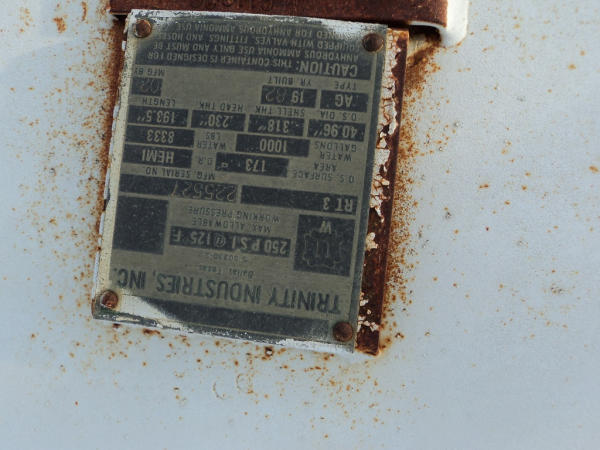 TRINITY INDUSTRIES, INC.
Dallas Texas
U
W
250 P S I @ 125° F
MAX. ALLOWABLE
WORKING PRESSURE
RT 3
225527
MFG. SERIAL NO.
173 HEMI
O.S. SURFACE
AREA D.R.
WATER 1000 WATER 8333
GALLONS LBS
40.96" .318" .230" 193.5"
O.S. DIA. SHELL THK HEAD THK LENGTH
AG 1982 02
TYPE YR. BUILT MFG BY
CAUTION: THIS CONTAINER IS DESIGNED FOR
ANHYDROUS AMMONIA USE ONLY AND MUST BE
EQUIPPED WITH VALVES, FITTINGS AND HOSES
DESIGNED FOR ANHYDROUS AMMONIA